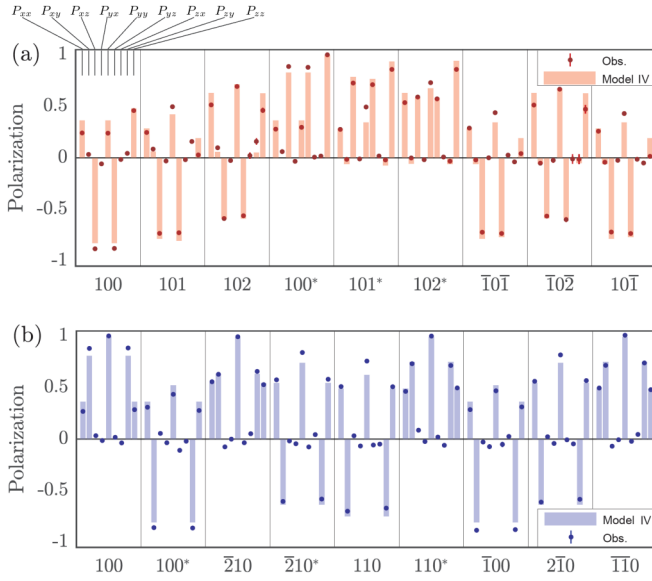 P_xx P_xy P_xz P_yx P_yy P_yz P_zx P_zy P_zz
(a)
Polarization
1
0.5
0
-0.5
-1
Obs.
Model IV
100 101 102 100* 101* 102* 1̅01̅ 1̅02̅ 101̅
(b)
Polarization
1
0.5
0
-0.5
-1
Model IV
Obs.
100 100* 2̅10 2̅10* 110 110* 1̅00 21̅0 1̅1̅0